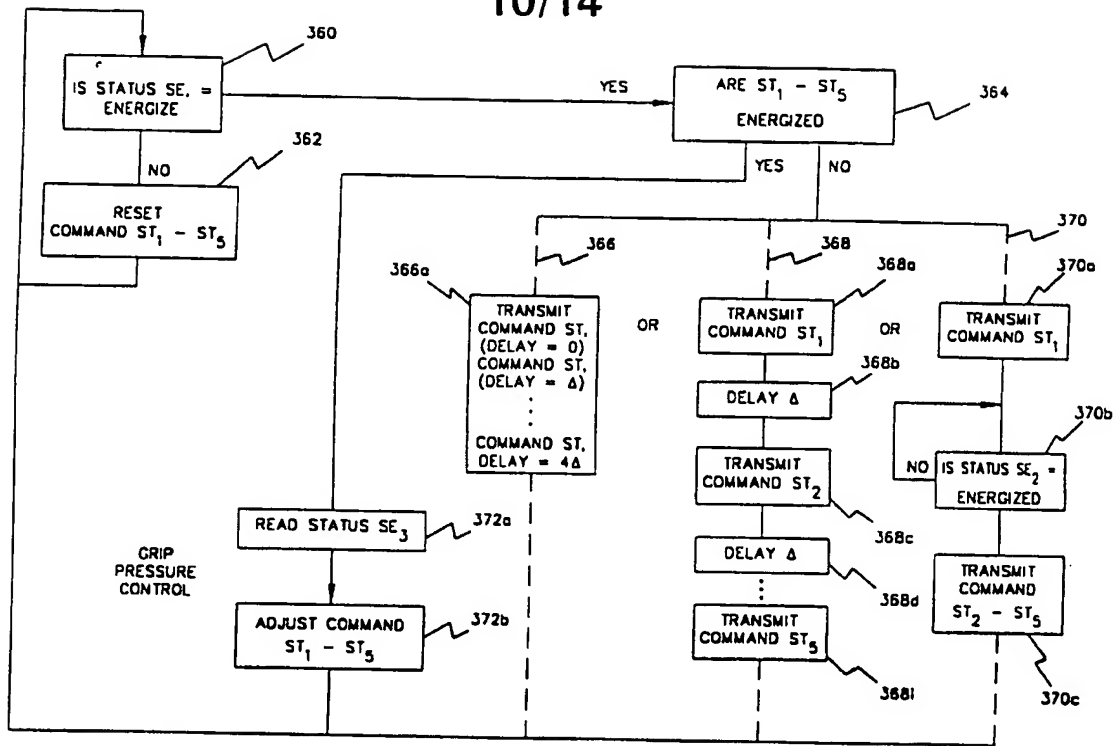 10/14
360
IS STATUS SE, =
ENERGIZE
YES
ARE ST₁ - ST₅
ENERGIZED
364
NO
362
RESET
COMMAND ST₁ - ST₅
YES
NO
366
366a
TRANSMIT
COMMAND ST,
(DELAY = 0)
COMMAND ST,
(DELAY = Δ)
COMMAND ST,
DELAY = 4Δ
OR
368
368a
TRANSMIT
COMMAND ST₁
368b
DELAY Δ
TRANSMIT
COMMAND ST₂
368c
DELAY Δ
368d
TRANSMIT
COMMAND ST₅
368i
OR
370
370a
TRANSMIT
COMMAND ST₁
370b
NO
IS STATUS SE₂ =
ENERGIZED
TRANSMIT
COMMAND
ST₂ - ST₅
370c
GRIP
PRESSURE
CONTROL
READ STATUS SE₃
372a
ADJUST COMMAND
ST₁ - ST₅
372b